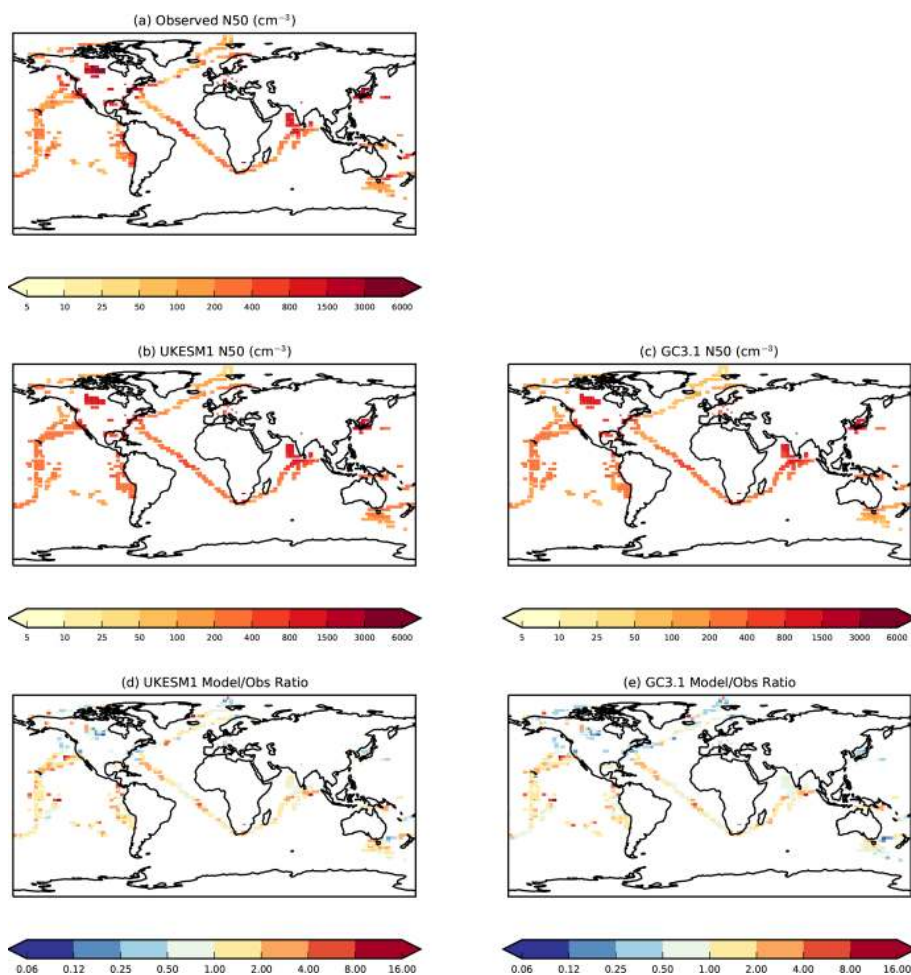 (a) Observed N50 (cm⁻³)
5 10 25 50 100 200 400 800 1500 3000 6000
(b) UKESM1 N50 (cm⁻³)
(c) GC3.1 N50 (cm⁻³)
5 10 25 50 100 200 400 800 1500 3000 6000
5 10 25 50 100 200 400 800 1500 3000 6000
(d) UKESM1 Model/Obs Ratio
(e) GC3.1 Model/Obs Ratio
0.06 0.12 0.25 0.50 1.00 2.00 4.00 8.00 16.00
0.06 0.12 0.25 0.50 1.00 2.00 4.00 8.00 16.00